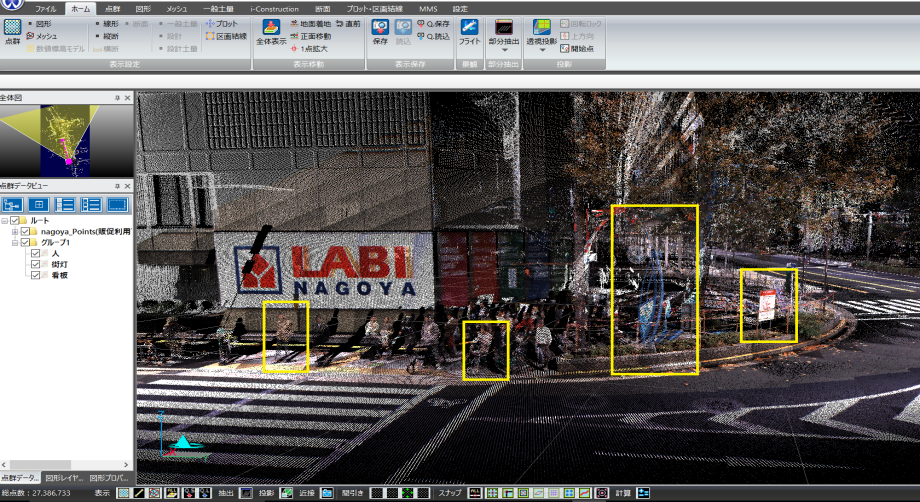 ファイル ホーム 点群 図形 メッシュ 一般土量 i-Construction 断面 プロット・区画結線 MMS 設定
点群
図形 線形 断面 一般土量 プロット
メッシュ 縦断 設計 区画結線
数値標高モデル 横断 設計土量
表示設定
全体表示
地面着地 直前
正面移動
1点拡大
表示移動
保存 読込
Q.保存
Q.読込
表示保存
フライト
景観
部分抽出
部分抽出
透視投影
回転ロック
上方向
開始点
投影
全体図
点群データビュー
ルート
nagoya_Points(販促利用
グループ1
人
街灯
看板
LABI
NAGOYA
Z
点群データ... 図形レイヤ... 図形プロパ...
総点数 : 27,386,733 表示 抽出 投影 近接 間引き スナップ ALL 計算